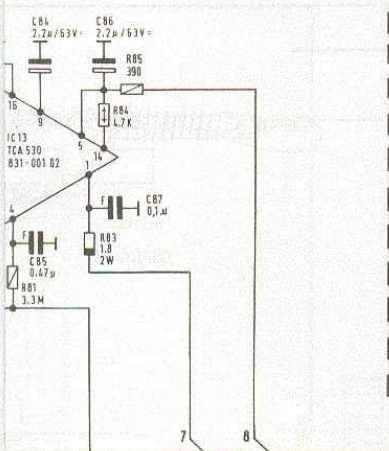 C84
2.2µ/63V=
C86
2.2µ/63V=
R85
390
R84
4.7K
16
9
5
14
IC13
TCA 530
831-001.02
1
F
C87
0,1µ
4
F
C85
0.47µ
R83
1.8
2W
R81
3.3M
7
8